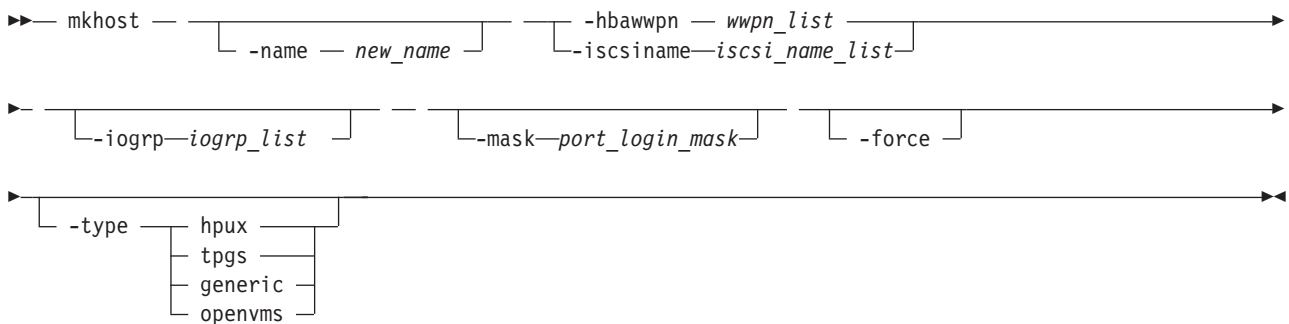 mkhost -hbawwpn wwpn_list
-name new_name -iscsiname iscsi_name_list
-iogrp iogrp_list -mask port_login_mask -force
-type hpux
tpgs
generic
openvms